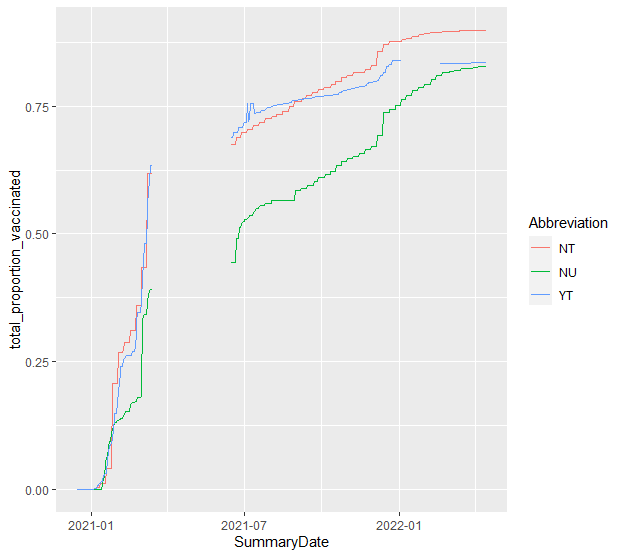 total_proportion_vaccinated
0.75
0.50
0.25
0.00
2021-01 2021-07 2022-01
SummaryDate
Abbreviation
NT
NU
YT